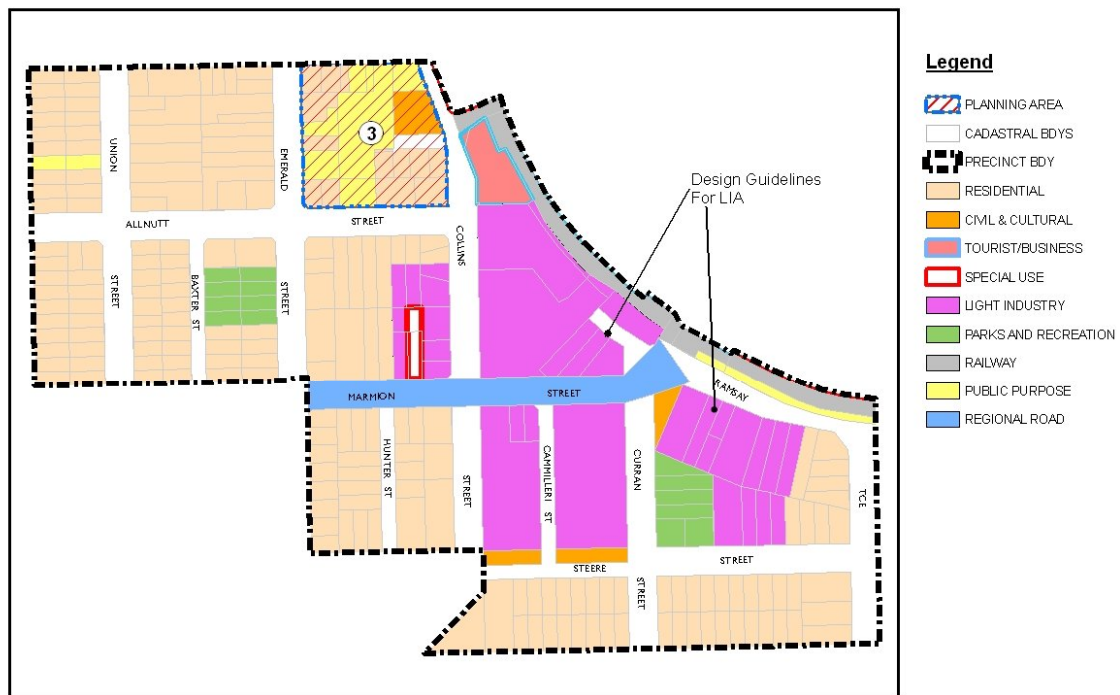 Legend
PLANNING AREA
CADASTRAL BDYS
PRECINCT BDY
RESIDENTIAL
CIVIL & CULTURAL
TOURIST/BUSINESS
SPECIAL USE
LIGHT INDUSTRY
PARKS AND RECREATION
RAILWAY
PUBLIC PURPOSE
REGIONAL ROAD
3
UNION
EMERALD
Design Guidelines
For LIA
ALLNUTT
STREET
COLLINS
STREET
BAXTER ST
STREET
MARMION
STREET
RAMSAY
HUNTER ST
STREET
CAMMILLERI ST
CURRAN
TCE
STEERE
STREET
STREET